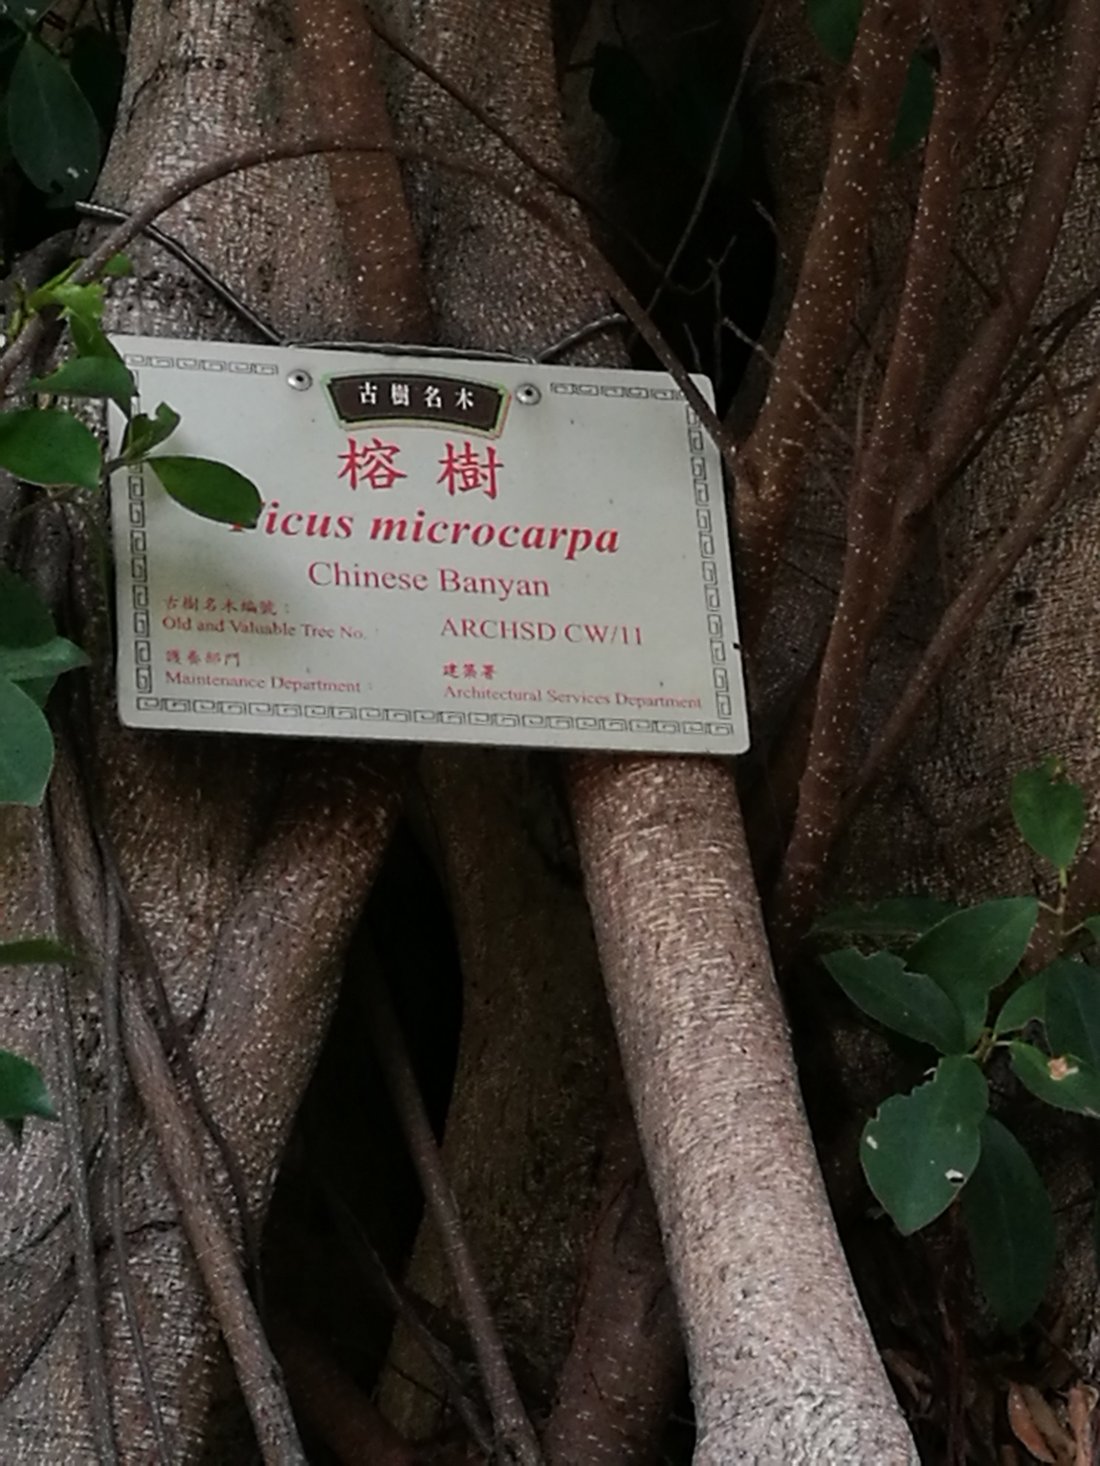 古樹名木
榕樹
Ficus microcarpa
Chinese Banyan
古樹名木編號：
Old and Valuable Tree No. : ARCHSD CW/11
護養部門 : 建築署
Maintenance Department : Architectural Services Department